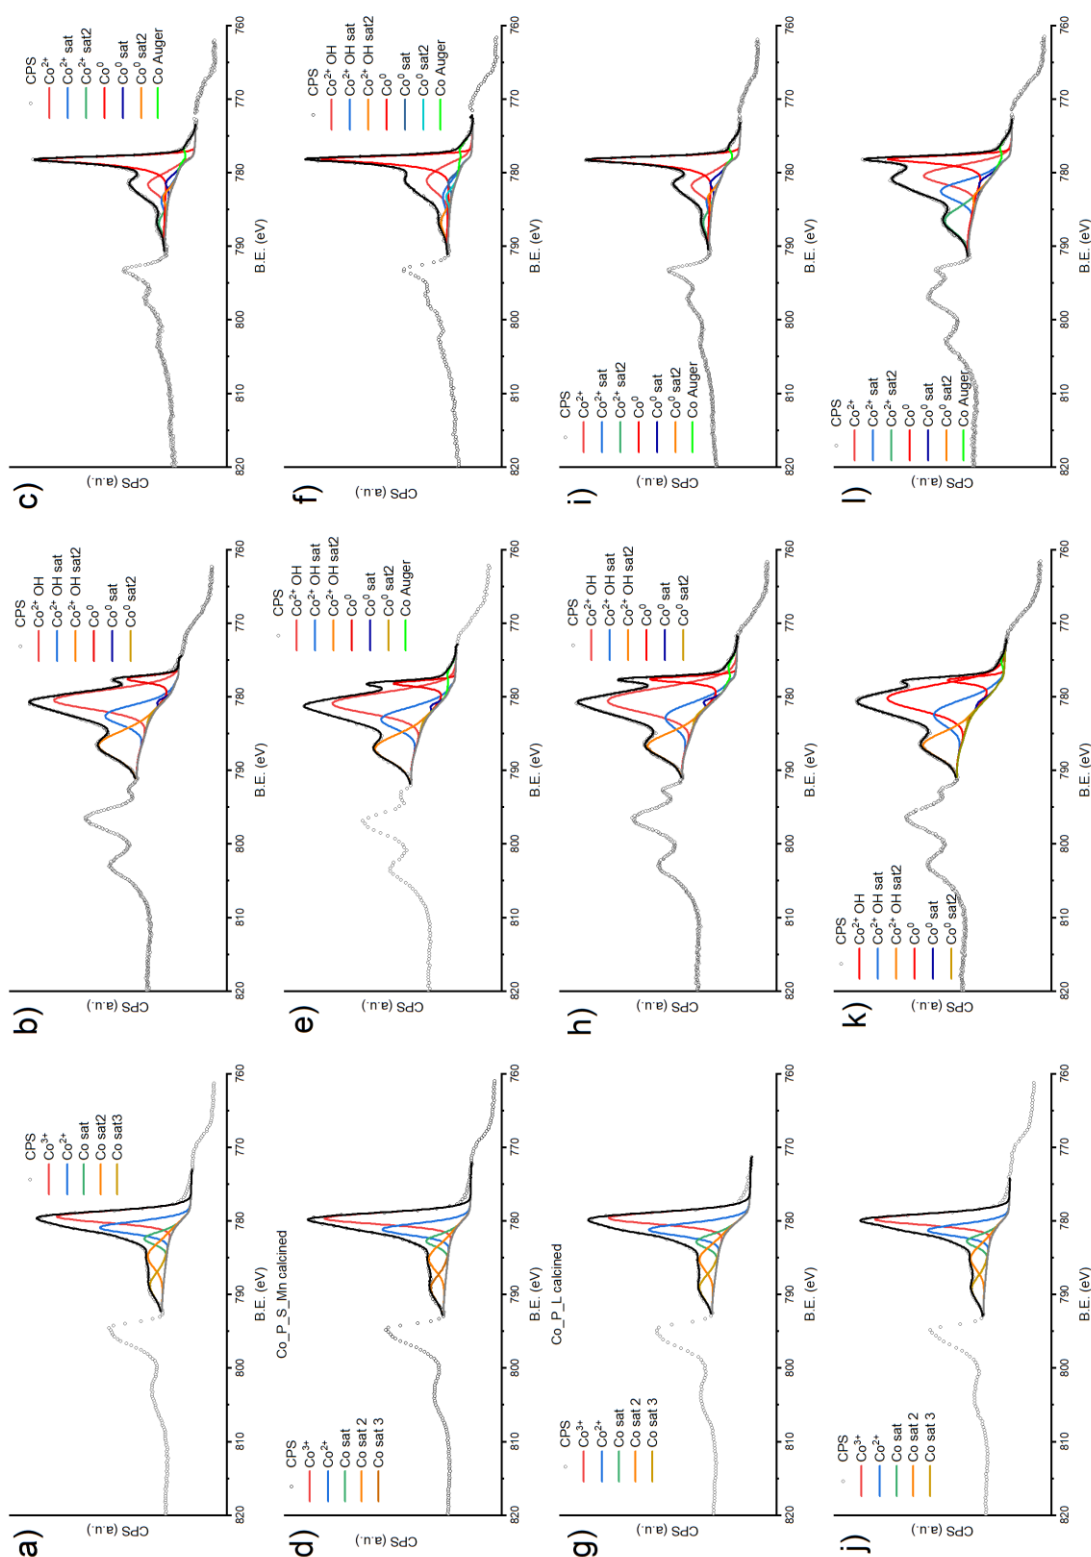 a)
CPS
Co³⁺
Co²⁺
Co sat
Co sat2
Co sat3
CPS (a.u.)
820 810 800 790 780 770 760
B.E. (eV)
b)
CPS
Co²⁺ OH
Co²⁺ OH sat
Co²⁺ OH sat2
Co⁰
Co⁰ sat
Co⁰ sat2
CPS (a.u.)
820 810 800 790 780 770 760
B.E. (eV)
c)
CPS
Co²⁺
Co²⁺ sat
Co²⁺ sat2
Co⁰
Co⁰ sat
Co⁰ sat2
Co Auger
CPS (a.u.)
820 810 800 790 780 770 760
B.E. (eV)
d)
Co_P_S_Mn calcined
CPS
Co³⁺
Co²⁺
Co sat
Co sat 2
Co sat 3
CPS (a.u.)
820 810 800 790 780 770 760
B.E. (eV)
e)
CPS
Co²⁺ OH
Co²⁺ OH sat
Co²⁺ OH sat2
Co⁰
Co⁰ sat
Co⁰ sat2
Co Auger
CPS (a.u.)
820 810 800 790 780 770 760
B.E. (eV)
f)
CPS
Co²⁺ OH
Co²⁺ OH sat
Co²⁺ OH sat2
Co⁰
Co⁰ sat
Co⁰ sat2
Co Auger
CPS (a.u.)
820 810 800 790 780 770 760
B.E. (eV)
g)
Co_P_L calcined
CPS
Co³⁺
Co²⁺
Co sat
Co sat 2
Co sat 3
CPS (a.u.)
820 810 800 790 780 770 760
B.E. (eV)
h)
CPS
Co²⁺ OH
Co²⁺ OH sat
Co²⁺ OH sat2
Co⁰
Co⁰ sat
Co⁰ sat2
CPS (a.u.)
820 810 800 790 780 770 760
B.E. (eV)
i)
CPS
Co²⁺
Co²⁺ sat
Co²⁺ sat2
Co⁰
Co⁰ sat
Co⁰ sat2
Co Auger
CPS (a.u.)
820 810 800 790 780 770 760
B.E. (eV)
j)
CPS
Co³⁺
Co²⁺
Co sat
Co sat 2
Co sat 3
CPS (a.u.)
820 810 800 790 780 770 760
B.E. (eV)
k)
CPS
Co²⁺ OH
Co²⁺ OH sat
Co²⁺ OH sat2
Co⁰
Co⁰ sat
Co⁰ sat2
CPS (a.u.)
820 810 800 790 780 770 760
B.E. (eV)
l)
CPS
Co²⁺
Co²⁺ sat
Co²⁺ sat2
Co⁰
Co⁰ sat
Co⁰ sat2
Co Auger
CPS (a.u.)
820 810 800 790 780 770 760
B.E. (eV)